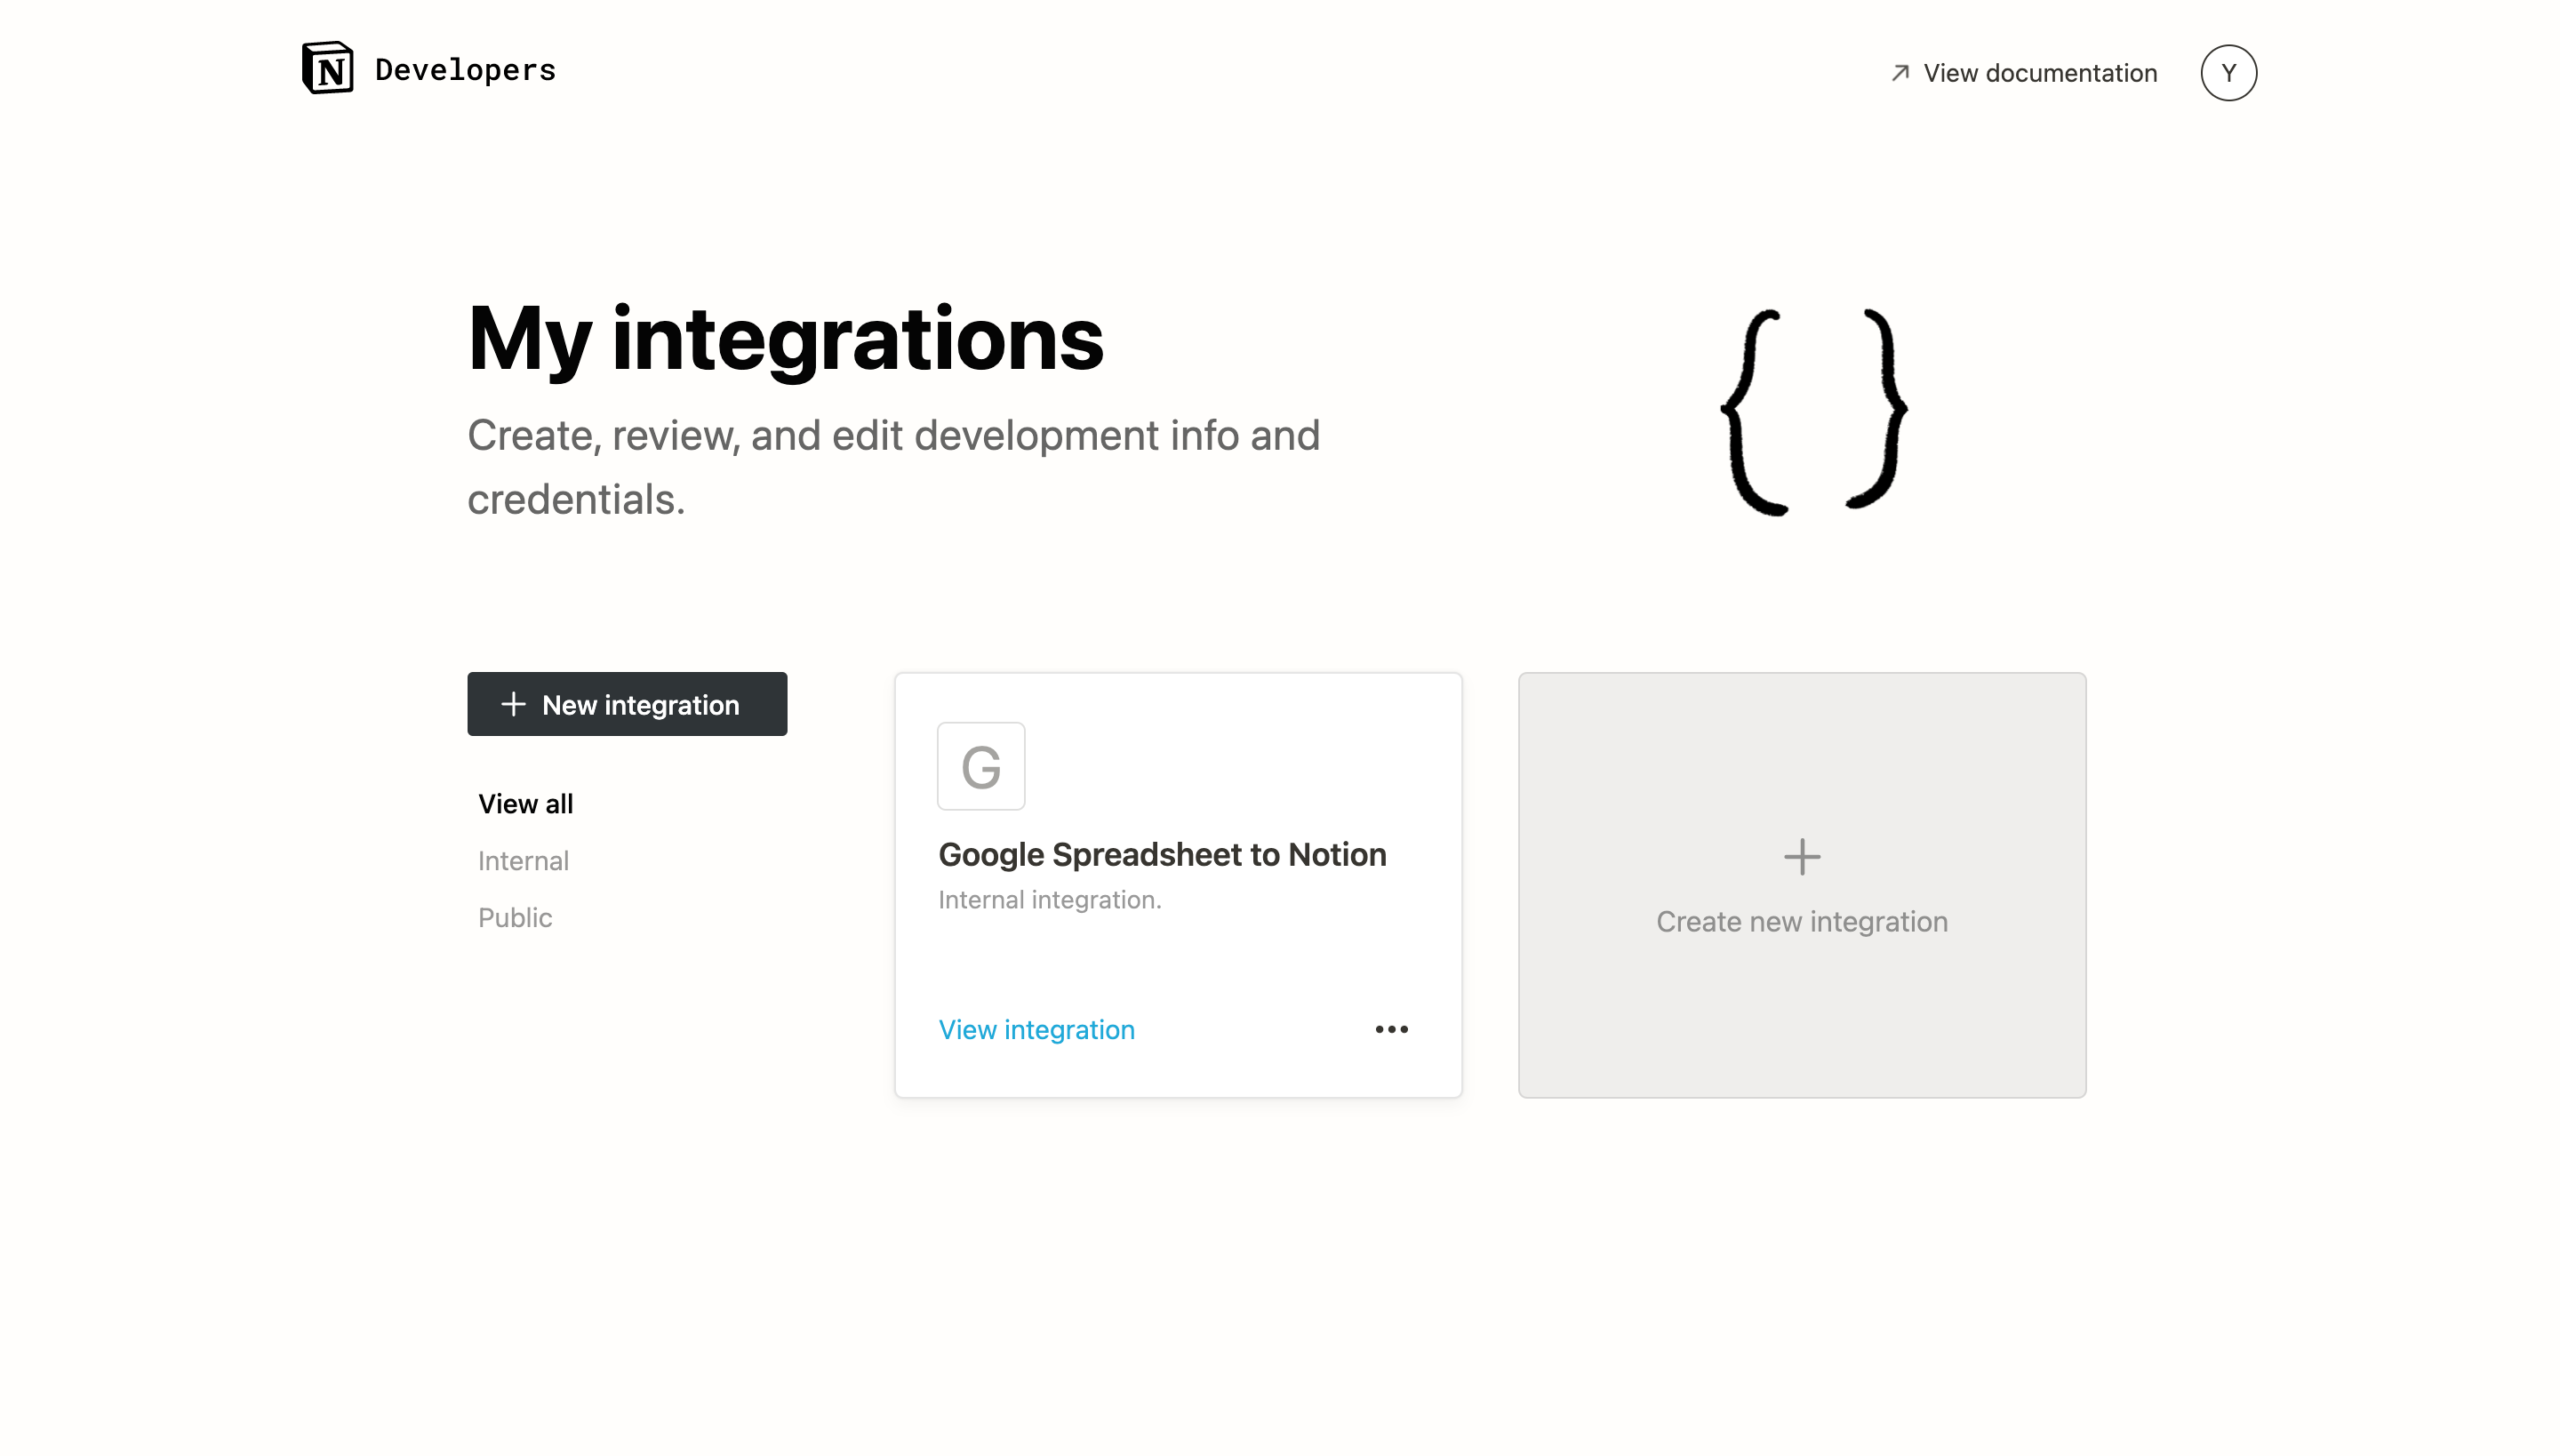 N Developers
View documentation
Y
My integrations
Create, review, and edit development info and
credentials.
{ }
New integration
View all
Internal
Public
G
Google Spreadsheet to Notion
Internal integration.
View integration
Create new integration